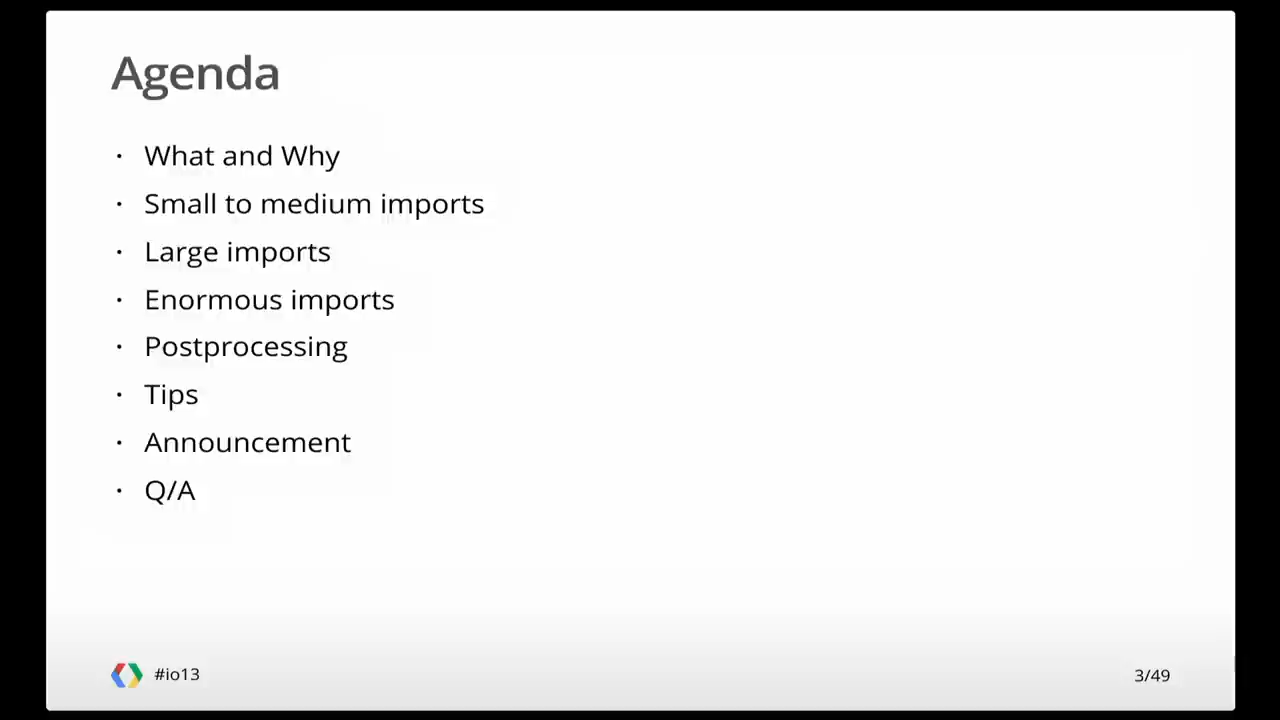 Agenda
· What and Why
· Small to medium imports
· Large imports
· Enormous imports
· Postprocessing
· Tips
· Announcement
· Q/A
#io13
3/49